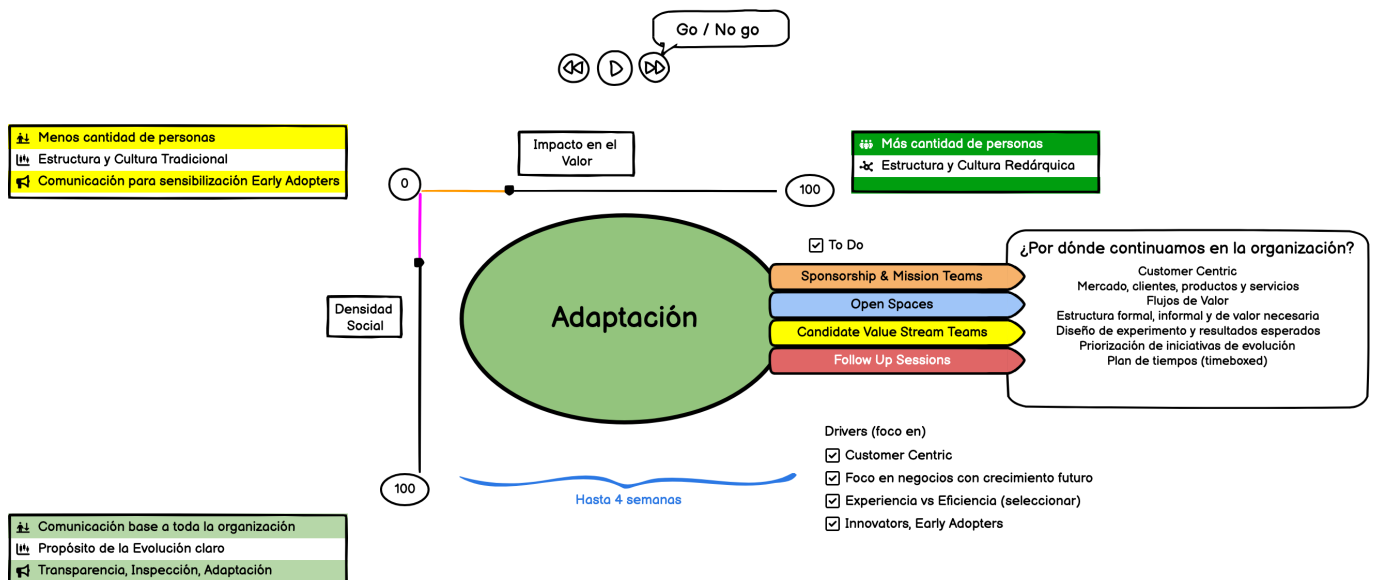 Go / No go
Menos cantidad de personas
Estructura y Cultura Tradicional
Comunicación para sensibilización Early Adopters
Impacto en el
Valor
0
100
Más cantidad de personas
Estructura y Cultura Redárquica
Densidad
Social
100
Adaptación
To Do
Sponsorship & Mission Teams
Open Spaces
Candidate Value Stream Teams
Follow Up Sessions
¿Por dónde continuamos en la organización?
Customer Centric
Mercado, clientes, productos y servicios
Flujos de Valor
Estructura formal, informal y de valor necesaria
Diseño de experimento y resultados esperados
Priorización de iniciativas de evolución
Plan de tiempos (timeboxed)
Hasta 4 semanas
Drivers (foco en)
Customer Centric
Foco en negocios con crecimiento futuro
Experiencia vs Eficiencia (seleccionar)
Innovators, Early Adopters
Comunicación base a toda la organización
Propósito de la Evolución claro
Transparencia, Inspección, Adaptación